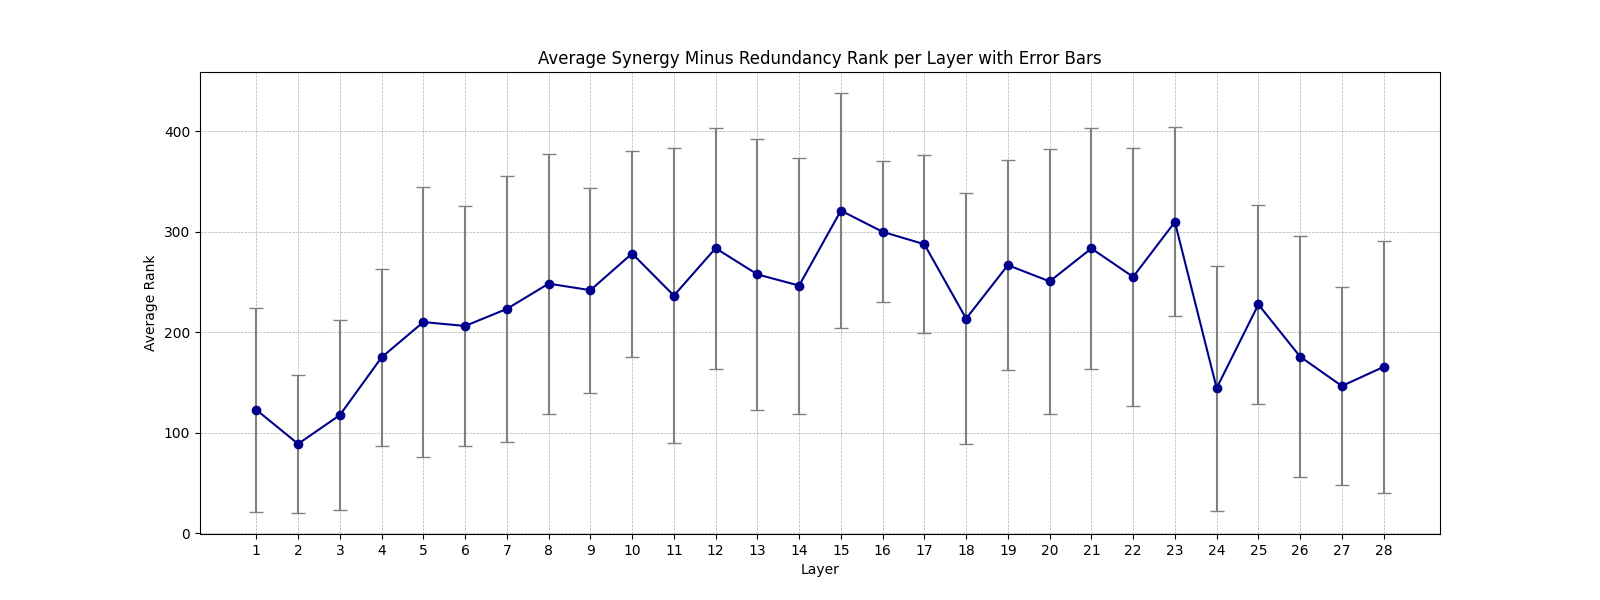 Average Synergy Minus Redundancy Rank per Layer with Error Bars
400
300
200
100
0
Average Rank
1 2 3 4 5 6 7 8 9 10 11 12 13 14 15 16 17 18 19 20 21 22 23 24 25 26 27 28
Layer